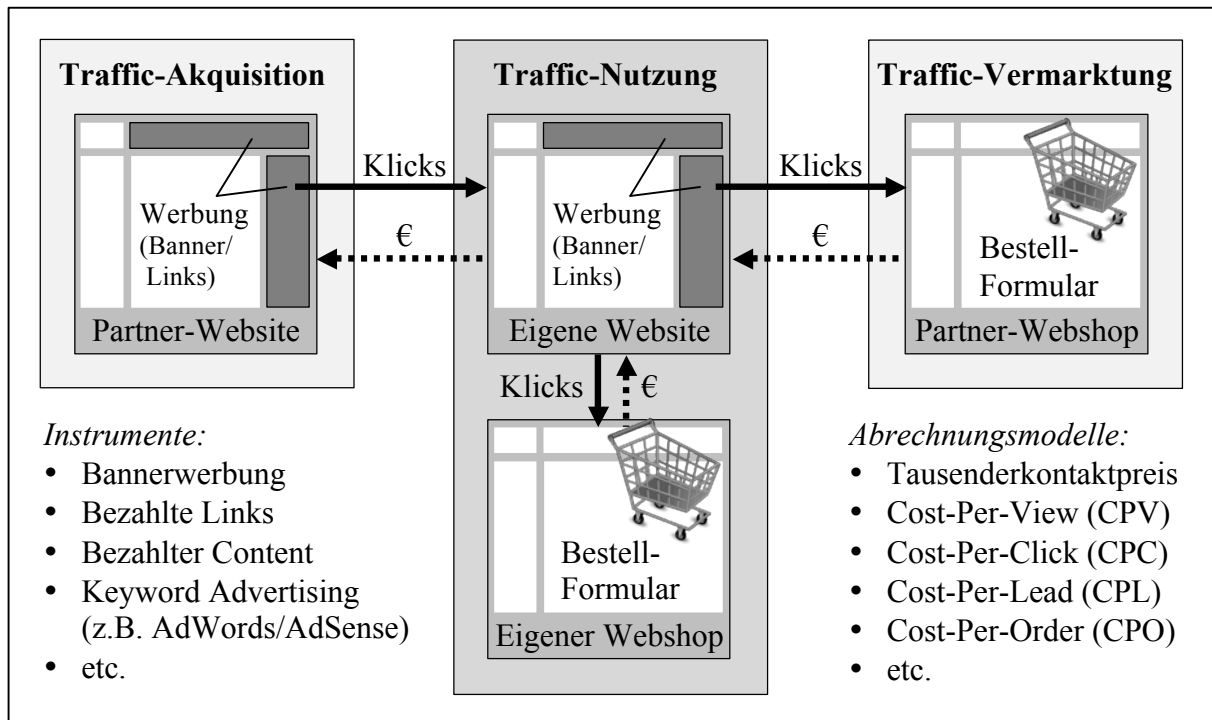 Traffic-Akquisition
Werbung
(Banner/
Links)
Partner-Website
Klicks
€
Traffic-Nutzung
Werbung
(Banner/
Links)
Eigene Website
Klicks
€
Traffic-Vermarktung
Bestell-
Formular
Partner-Webshop
Klicks
€
Bestell-
Formular
Eigener Webshop
Instrumente:
• Bannerwerbung
• Bezahlte Links
• Bezahlter Content
• Keyword Advertising
(z.B. AdWords/AdSense)
• etc.
Abrechnungsmodelle:
• Tausenderkontaktpreis
• Cost-Per-View (CPV)
• Cost-Per-Click (CPC)
• Cost-Per-Lead (CPL)
• Cost-Per-Order (CPO)
• etc.